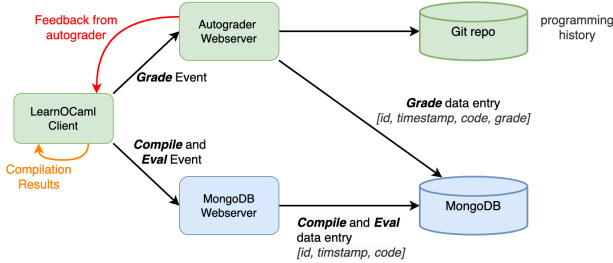 Feedback from
autograder
Autograder
Webserver
Git repo
programming
history
Grade Event
LearnOCaml
Client
Grade data entry
[id, timstamp, code, grade]
Compile and
Eval Event
Compilation
Results
MongoDB
Webserver
MongoDB
Compile and Eval
data entry
[id, timstamp, code]